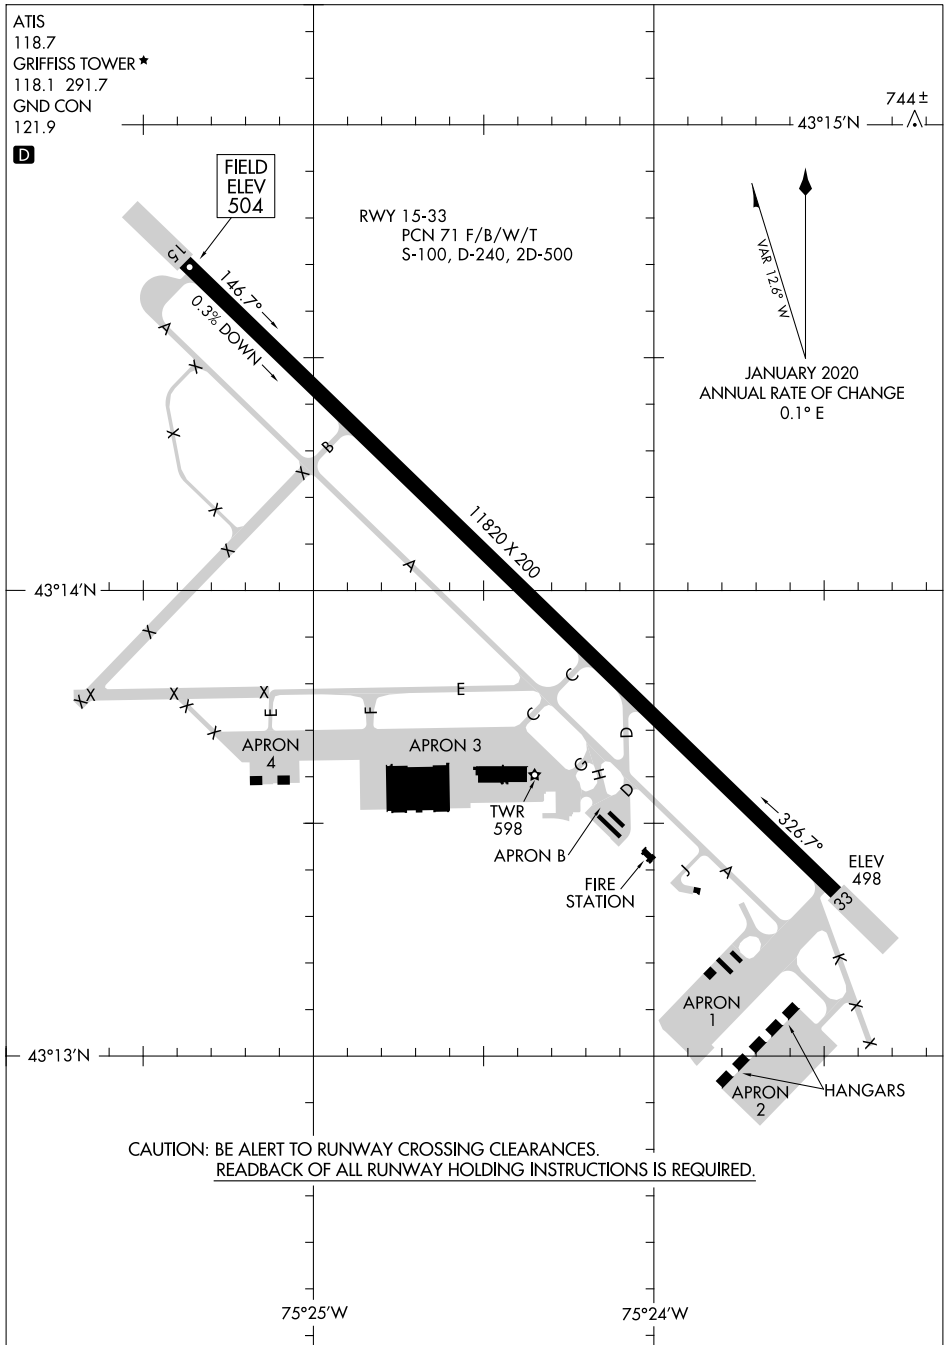 ATIS
118.7
GRIFFISS TOWER ★
118.1 291.7
GND CON
121.9
D
744 ±
43°15'N
FIELD
ELEV
504
RWY 15-33
PCN 71 F/B/W/T
S-100, D-240, 2D-500
VAR 12.6° W
JANUARY 2020
ANNUAL RATE OF CHANGE
0.1° E
15
146.7°
0.3% DOWN
A
X
X
B
X
X
X
11820 X 200
A
43°14'N
X
C
X
X
X
X
E
X
E
F
C
X
D
APRON
4
APRON 3
G
H
D
TWR
598
326.7°
APRON B
ELEV
498
FIRE
STATION
J
A
33
K
APRON
1
X
X
43°13'N
HANGARS
APRON
2
CAUTION: BE ALERT TO RUNWAY CROSSING CLEARANCES.
READBACK OF ALL RUNWAY HOLDING INSTRUCTIONS IS REQUIRED.
75°25'W
75°24'W